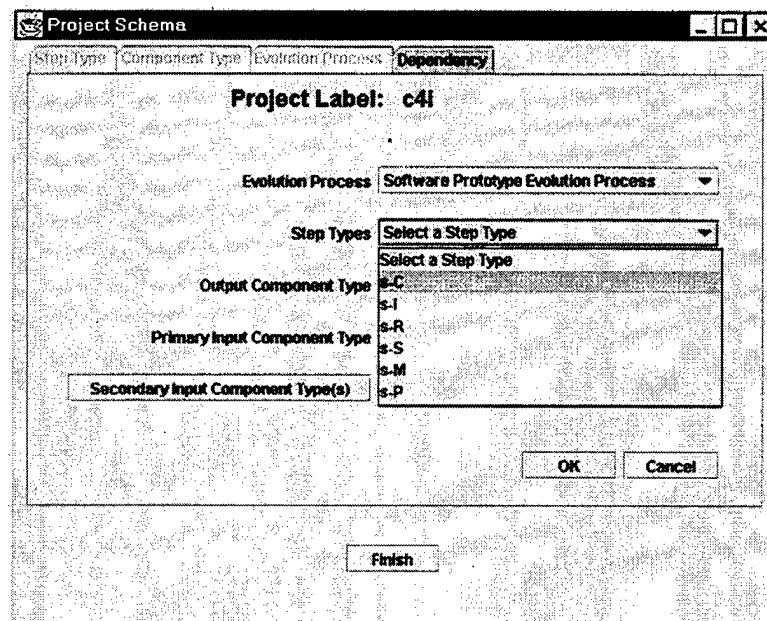 Project Schema
Step Type Component Type Evolution Process Dependency
Project Label: c4i
Evolution Process Software Prototype Evolution Process
Step Types Select a Step Type
Select a Step Type
Output Component Type s-C
s-I
Primary Input Component Type s-R
s-S
s-M
Secondary Input Component Type(s) s-P
OK Cancel
Finish